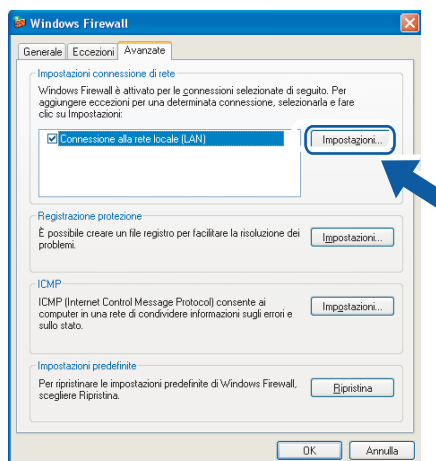 Windows Firewall
Generale Eccezioni Avanzate
Impostazioni connessione di rete
Windows Firewall è attivato per le connessioni selezionate di seguito. Per
aggiungere eccezioni per una determinata connessione, selezionarla e fare
clic su Impostazioni:
Connessione alla rete locale (LAN)
Impostazioni...
Registrazione protezione
È possibile creare un file registro per facilitare la risoluzione dei
problemi.
Impostazioni...
ICMP
ICMP (Internet Control Message Protocol) consente ai
computer in una rete di condividere informazioni sugli errori e
sullo stato.
Impostazioni...
Impostazioni predefinite
Per ripristinare le impostazioni predefinite di Windows Firewall,
scegliere Ripristina.
Ripristina
OK Annulla